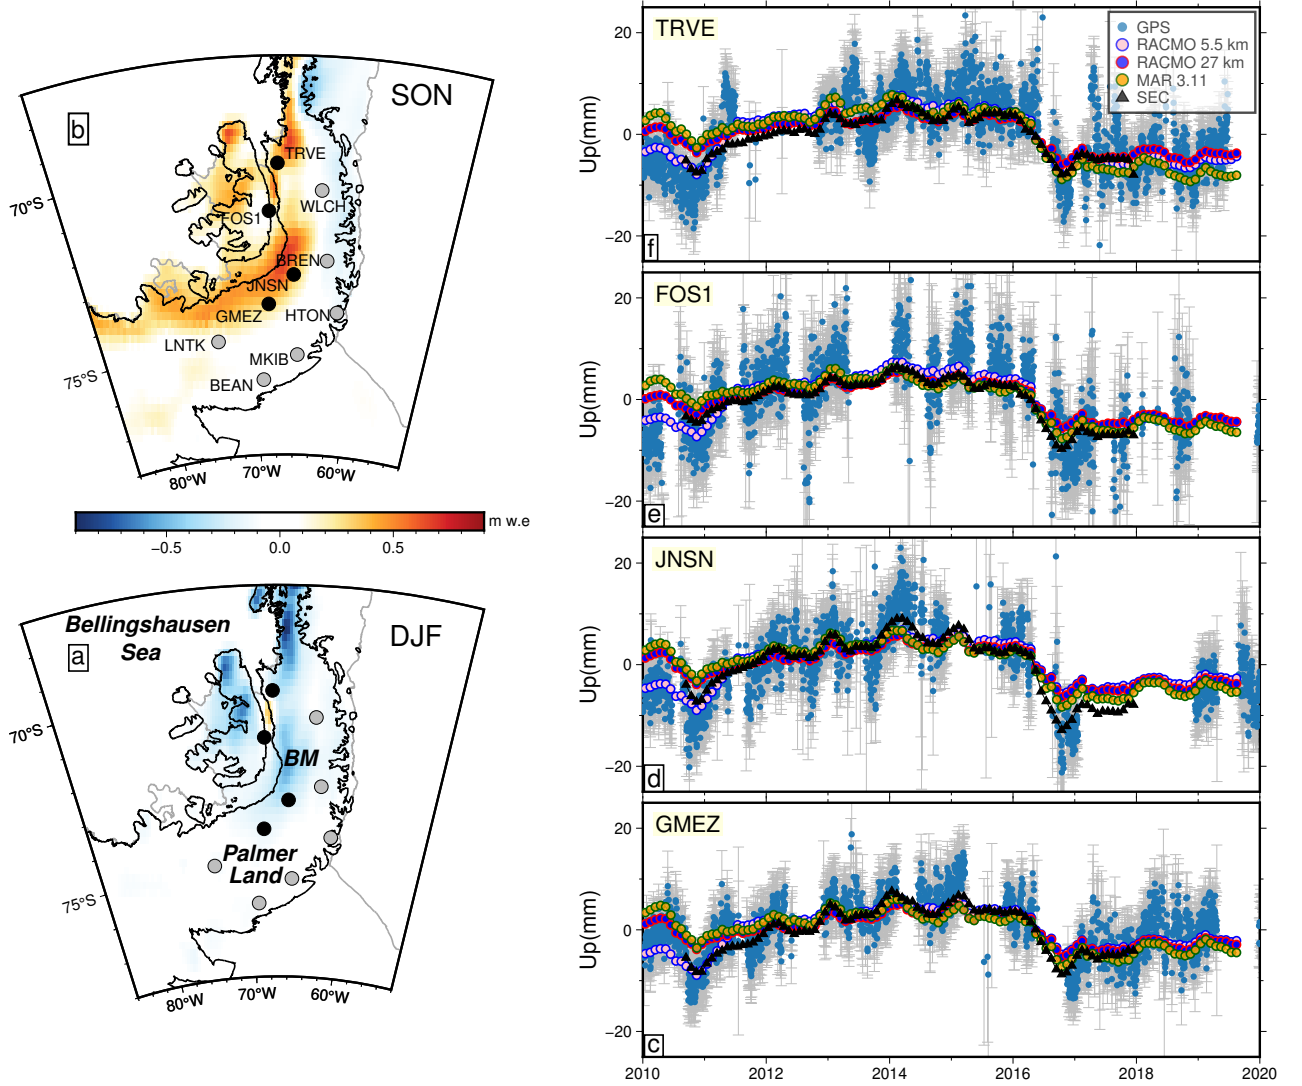 SON
b
TRVE
WLCH
FOS1
BREN
JNSN
GMEZ
HTON
LNTK
MKIB
BEAN
70°S
75°S
80°W
70°W
60°W
m w.e
−0.5
0.0
0.5
Bellingshausen
Sea
DJF
a
BM
Palmer
Land
70°S
75°S
80°W
70°W
60°W
TRVE
GPS
RACMO 5.5 km
RACMO 27 km
MAR 3.11
SEC
Up(mm)
20
0
−20
f
FOS1
Up(mm)
20
0
−20
e
JNSN
Up(mm)
20
0
−20
d
GMEZ
Up(mm)
20
0
−20
c
2010
2012
2014
2016
2018
2020